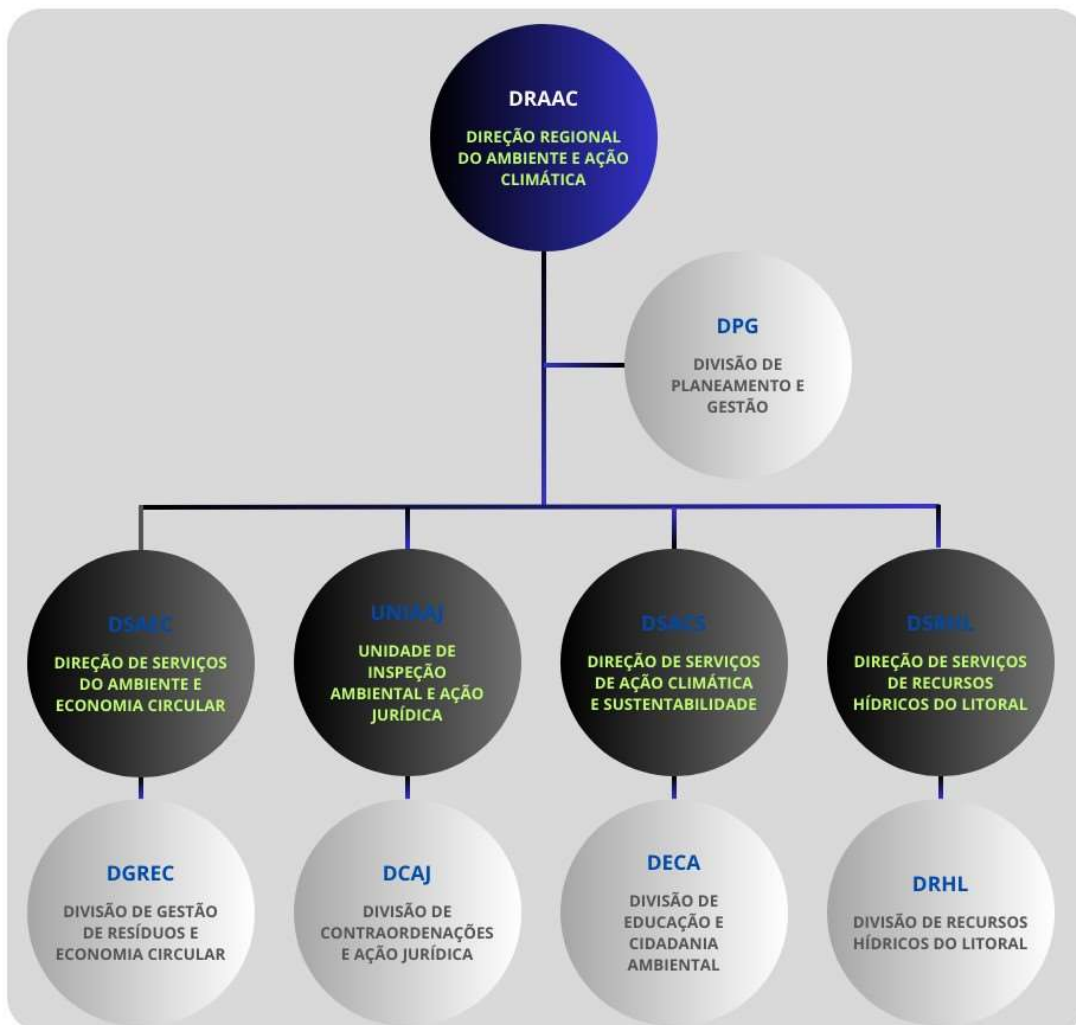 DRAAC
DIREÇÃO REGIONAL
DO AMBIENTE E AÇÃO
CLIMÁTICA
DPG
DIVISÃO DE
PLANEAMENTO E
GESTÃO
DSAEC
DIREÇÃO DE SERVIÇOS
DO AMBIENTE E
ECONOMIA CIRCULAR
UNIAAJ
UNIDADE DE
INSPEÇÃO
AMBIENTAL E AÇÃO
JURÍDICA
DSACS
DIREÇÃO DE SERVIÇOS
DE AÇÃO CLIMÁTICA
E SUSTENTABILIDADE
DSRHL
DIREÇÃO DE SERVIÇOS
DE RECURSOS
HÍDRICOS DO LITORAL
DGREC
DIVISÃO DE GESTÃO
DE RESÍDUOS E
ECONOMIA CIRCULAR
DCAJ
DIVISÃO DE
CONTRAORDENAÇÕES
E AÇÃO JURÍDICA
DECA
DIVISÃO DE
EDUCAÇÃO E
CIDADANIA
AMBIENTAL
DRHL
DIVISÃO DE RECURSOS
HÍDRICOS DO LITORAL